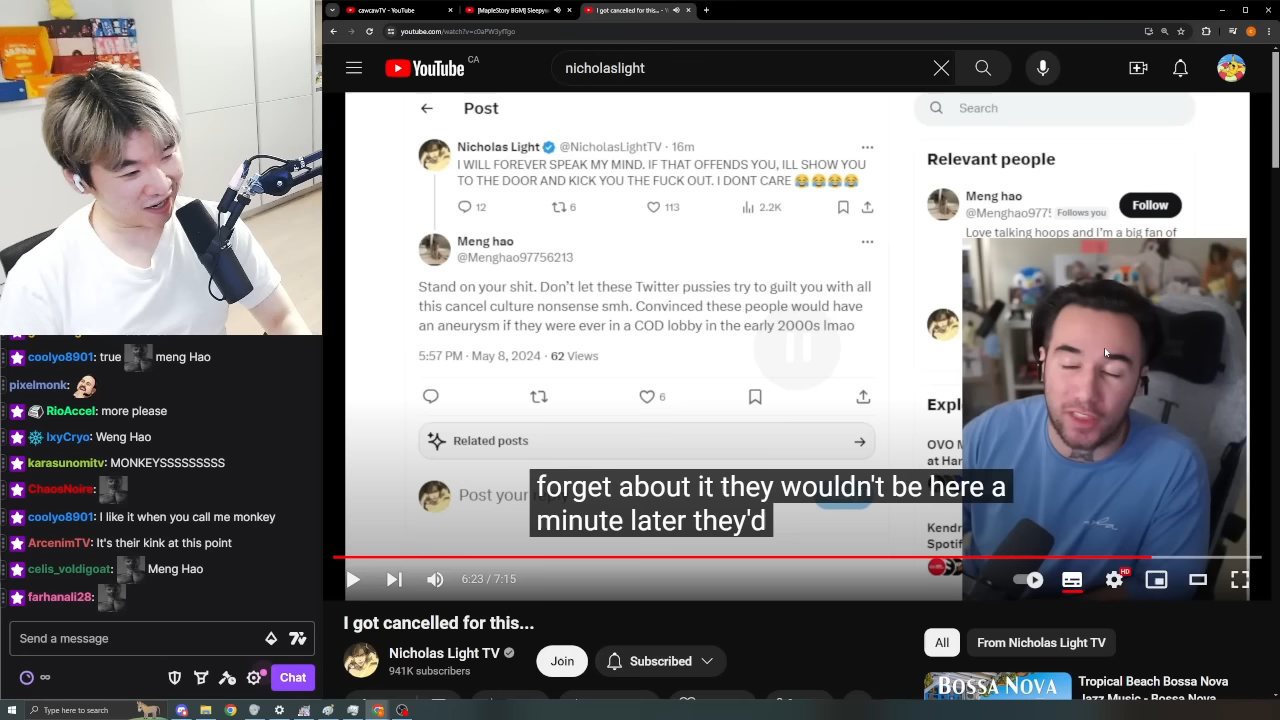 cawcawTV - YouTube
[MapleStory BGM] Sleepyw
I got cancelled for this... - Y
youtube.com/watch?v=c0aPW3yfTgo
YouTube CA
nicholaslight
Post
Search
Nicholas Light @NicholasLightTV · 16m
I WILL FOREVER SPEAK MY MIND. IF THAT OFFENDS YOU, ILL SHOW YOU
TO THE DOOR AND KICK YOU THE FUCK OUT. I DONT CARE 😂😂😂😂
12
6
113
2.2K
Meng hao
@Menghao97756213
Stand on your shit. Don't let these Twitter pussies try to guilt you with all
this cancel culture nonsense smh. Convinced these people would have
an aneurysm if they were ever in a COD lobby in the early 2000s lmao
5:57 PM · May 8, 2024 · 62 Views
6
Related posts
Post your
Relevant people
Meng hao
@Menghao977! Follows you
Follow
Love talking hoops and I'm a big fan of
Expl
OVO M
at Har
Kendr
Spotif
forget about it they wouldn't be here a
minute later they'd
6:23 / 7:15
HD
I got cancelled for this...
Nicholas Light TV
941K subscribers
Join
Subscribed
All
From Nicholas Light TV
BOSSA NOVA
Tropical Beach Bossa Nova
Jazz Music - Bossa Nova
coolyo8901: true meng Hao
pixelmonk:
RioAccel: more please
IxyCryo: Weng Hao
karasunomitv: MONKEYSSSSSSSSS
ChaosNoire:
coolyo8901: I like it when you call me monkey
ArcenimTV: It's their kink at this point
celis_voldigoat: Meng Hao
farhanali28:
Send a message
Chat
Type here to search